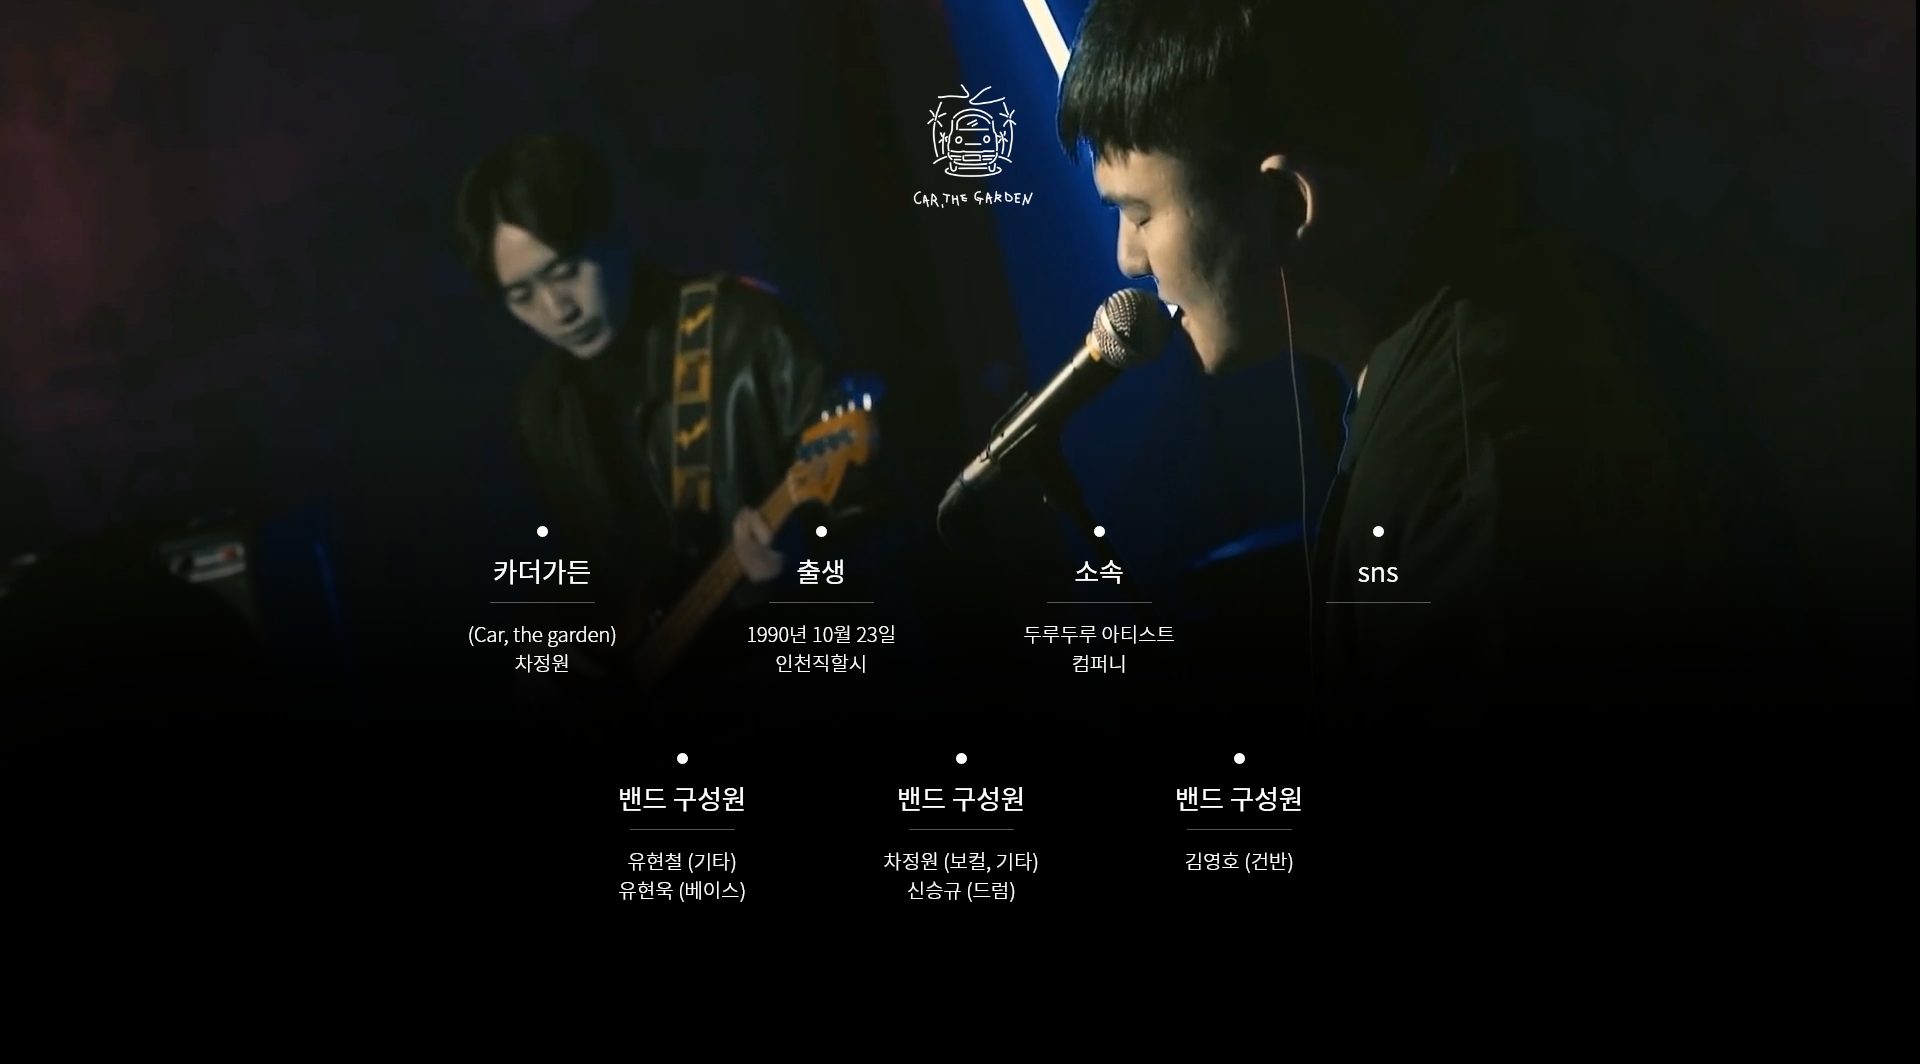 CAR, THE GARDEN
카더가든
(Car, the garden)
차정원
출생
1990년 10월 23일
인천직할시
소속
두루두루 아티스트
컴퍼니
sns
밴드 구성원
유현철 (기타)
유현욱 (베이스)
밴드 구성원
차정원 (보컬, 기타)
신승규 (드럼)
밴드 구성원
김영호 (건반)